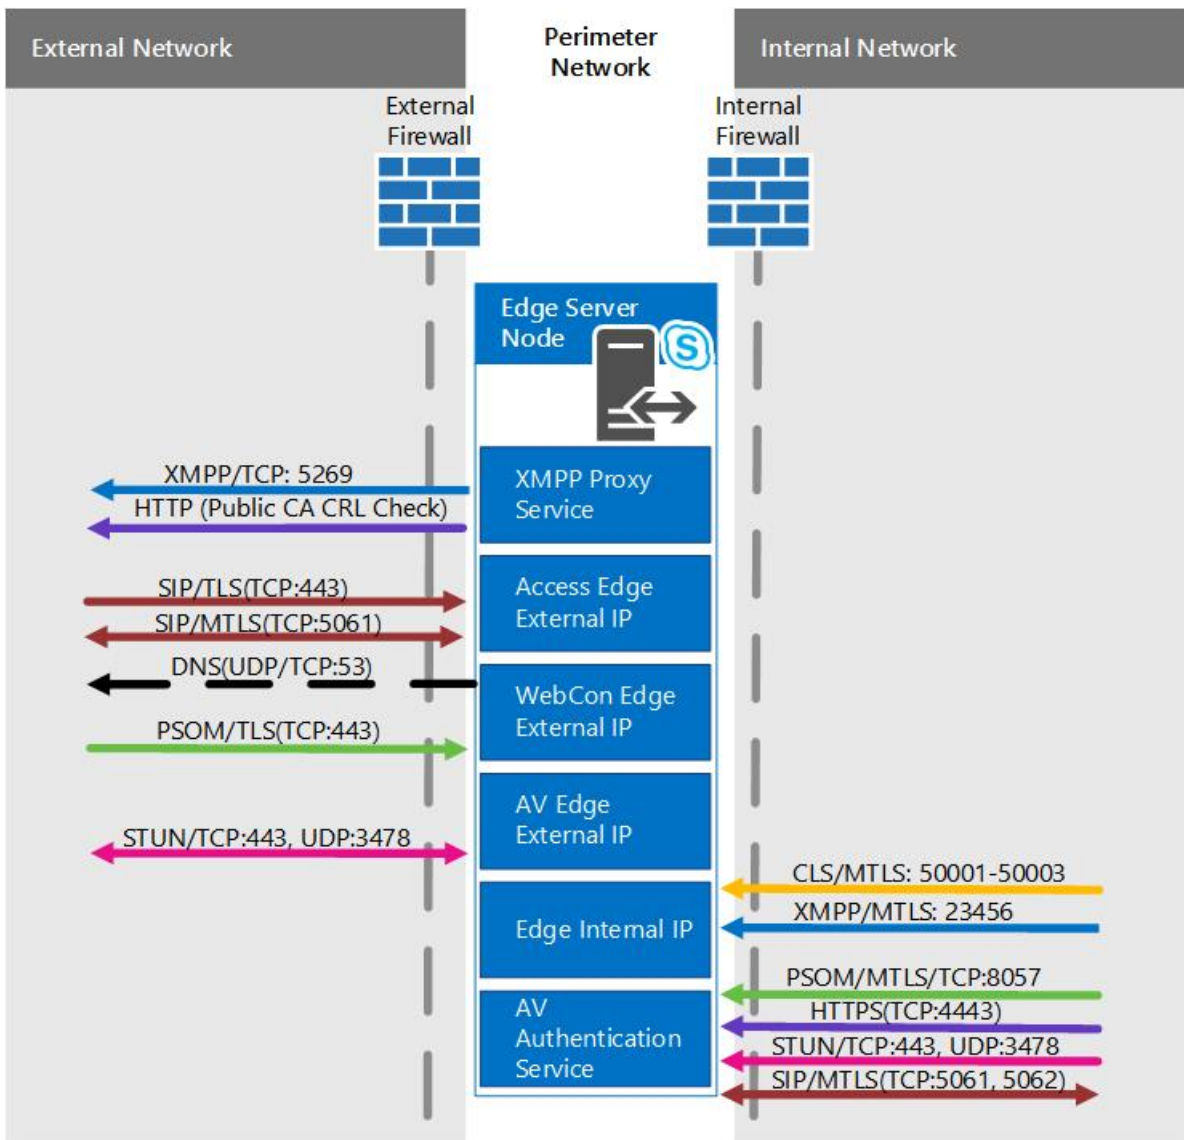 External Network
Perimeter
Network
Internal Network
External
Firewall
Internal
Firewall
Edge Server
Node
S
XMPP/TCP: 5269
HTTP (Public CA CRL Check)
XMPP Proxy
Service
SIP/TLS(TCP:443)
SIP/MTLS(TCP:5061)
Access Edge
External IP
DNS(UDP/TCP:53)
PSOM/TLS(TCP:443)
WebCon Edge
External IP
STUN/TCP:443, UDP:3478
AV Edge
External IP
CLS/MTLS: 50001-50003
XMPP/MTLS: 23456
Edge Internal IP
PSOM/MTLS/TCP:8057
HTTPS(TCP:4443)
STUN/TCP:443, UDP:3478
SIP/MTLS(TCP:5061, 5062)
AV
Authentication
Service